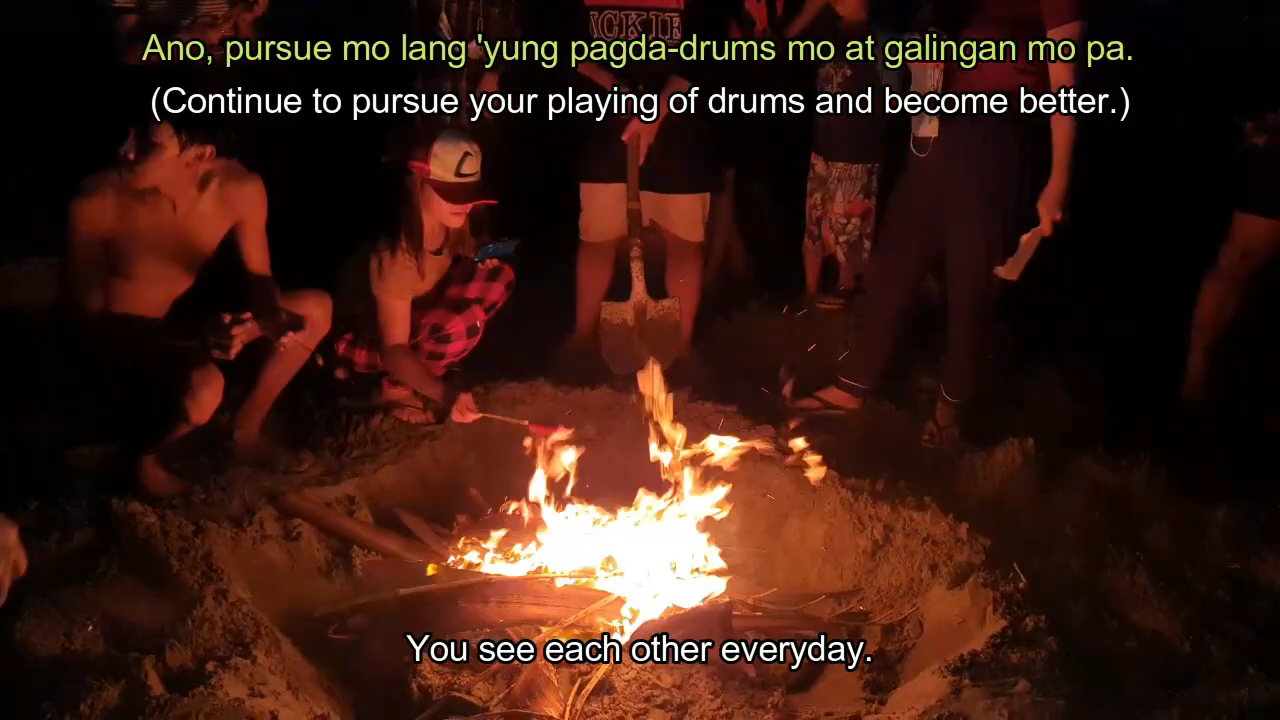 ACKIE
Ano, pursue mo lang 'yung pagda-drums mo at galingan mo pa.
(Continue to pursue your playing of drums and become better.)
You see each other everyday.